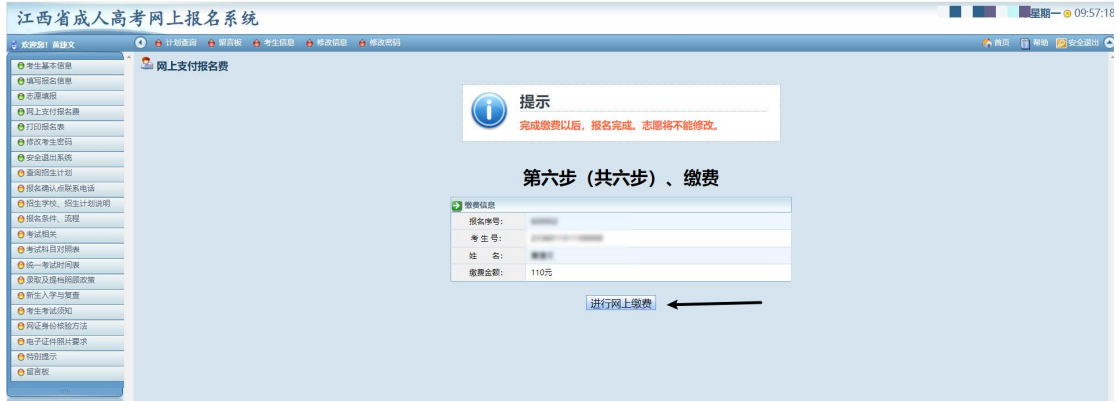 江西省成人高考网上报名系统
星期一 09:57:18
欢迎您! 黄捷文
计划查询 留言板 考生信息 修改信息 修改密码
首页 帮助 安全退出
考生基本信息
填写报名信息
志愿填报
网上支付报名费
打印报名表
修改考生密码
安全退出系统
查询招生计划
报名确认点联系电话
招生学校、招生计划说明
报名条件、流程
考试相关
考试科目对照表
统一考试时间表
录取及提档照顾政策
新生入学与复查
考生考试须知
网证身份核验方法
电子证件照片要求
特别提示
留言板
网上支付报名费
提示
完成缴费以后，报名完成。志愿将不能修改。
第六步（共六步）、缴费
缴费信息
报名序号:
考 生 号:
姓 名:
缴费金额: 110元
进行网上缴费